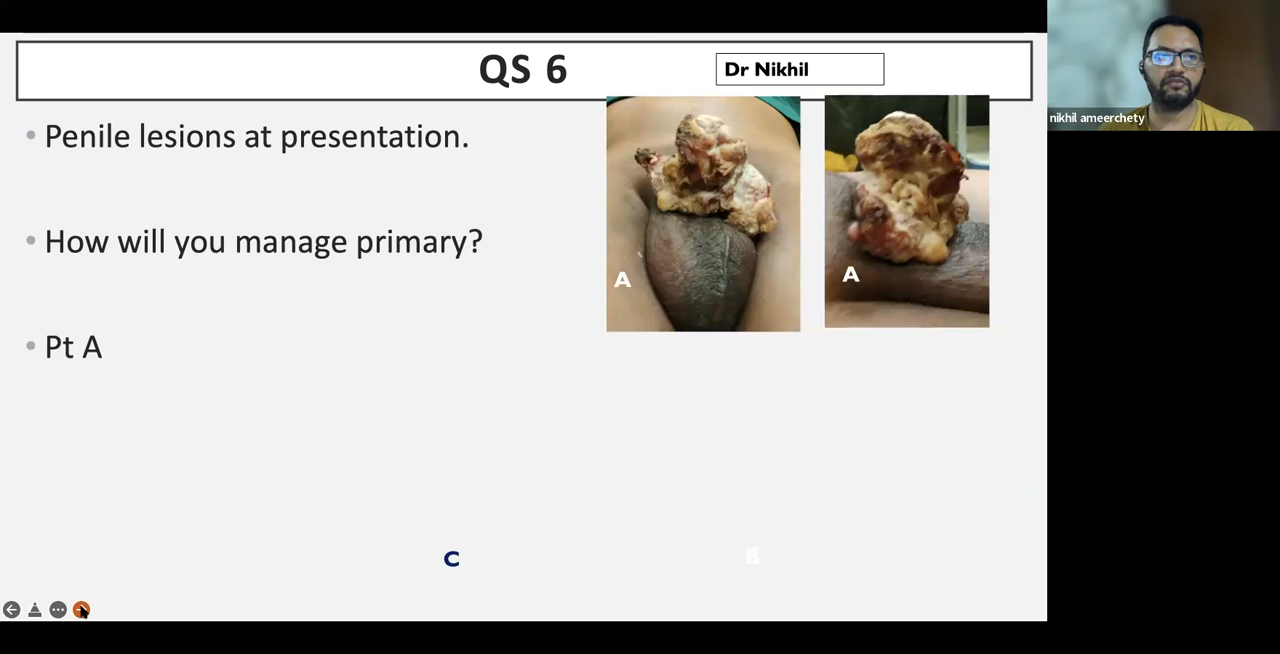 QS 6
Dr Nikhil
nikhil ameerchety
Penile lesions at presentation.
How will you manage primary?
Pt A
A
A
C
B